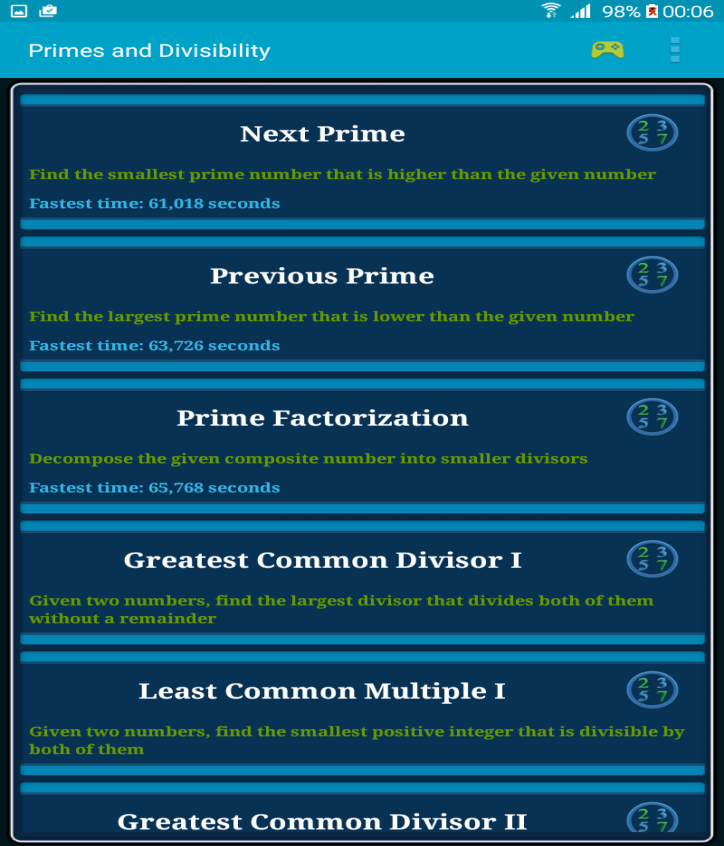 98% 00:06
Primes and Divisibility
Next Prime
2 3
5 7
Find the smallest prime number that is higher than the given number
Fastest time: 61,018 seconds
Previous Prime
2 3
5 7
Find the largest prime number that is lower than the given number
Fastest time: 63,726 seconds
Prime Factorization
2 3
5 7
Decompose the given composite number into smaller divisors
Fastest time: 65,768 seconds
Greatest Common Divisor I
2 3
5 7
Given two numbers, find the largest divisor that divides both of them
without a remainder
Least Common Multiple I
2 3
5 7
Given two numbers, find the smallest positive integer that is divisible by
both of them
Greatest Common Divisor II
2 3
5 7